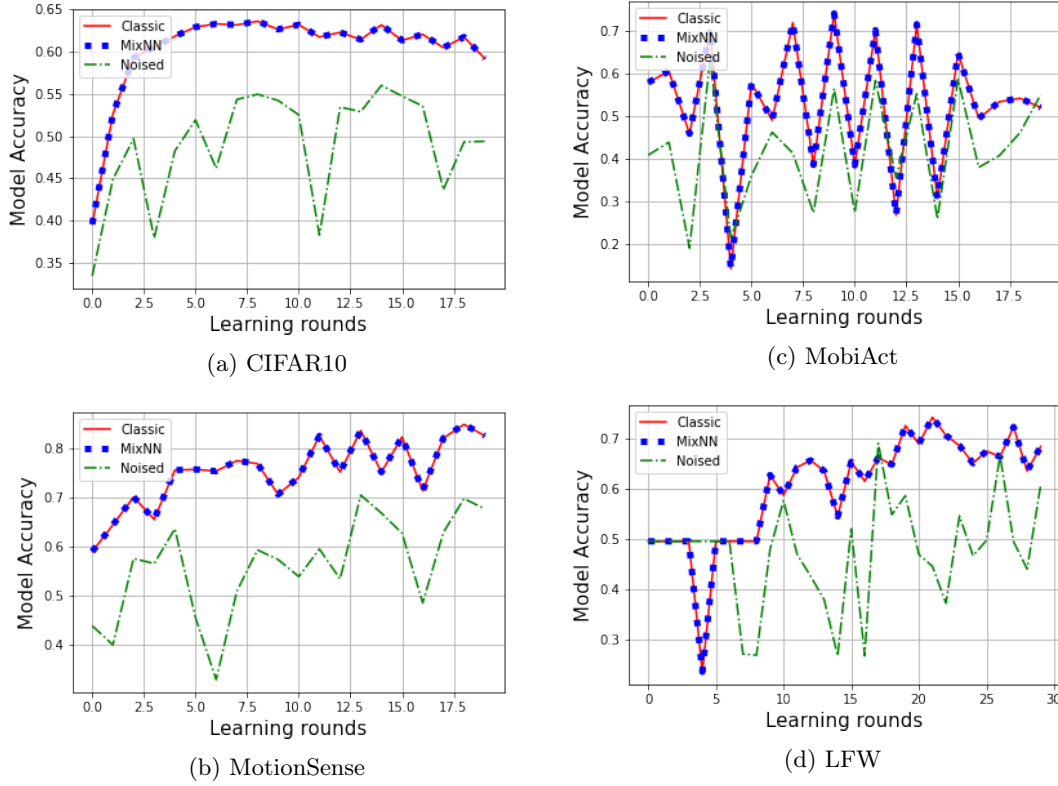 0.65
0.60
0.55
0.50
0.45
0.40
0.35
Model Accuracy
Classic
MixNN
Noised
0.0 2.5 5.0 7.5 10.0 12.5 15.0 17.5
Learning rounds
(a) CIFAR10
0.7
0.6
0.5
0.4
0.3
0.2
Model Accuracy
Classic
MixNN
Noised
0.0 2.5 5.0 7.5 10.0 12.5 15.0 17.5
Learning rounds
(c) MobiAct
0.8
0.7
0.6
0.5
0.4
Model Accuracy
Classic
MixNN
Noised
0.0 2.5 5.0 7.5 10.0 12.5 15.0 17.5
Learning rounds
(b) MotionSense
0.7
0.6
0.5
0.4
0.3
Model Accuracy
Classic
MixNN
Noised
0 5 10 15 20 25 30
Learning rounds
(d) LFW